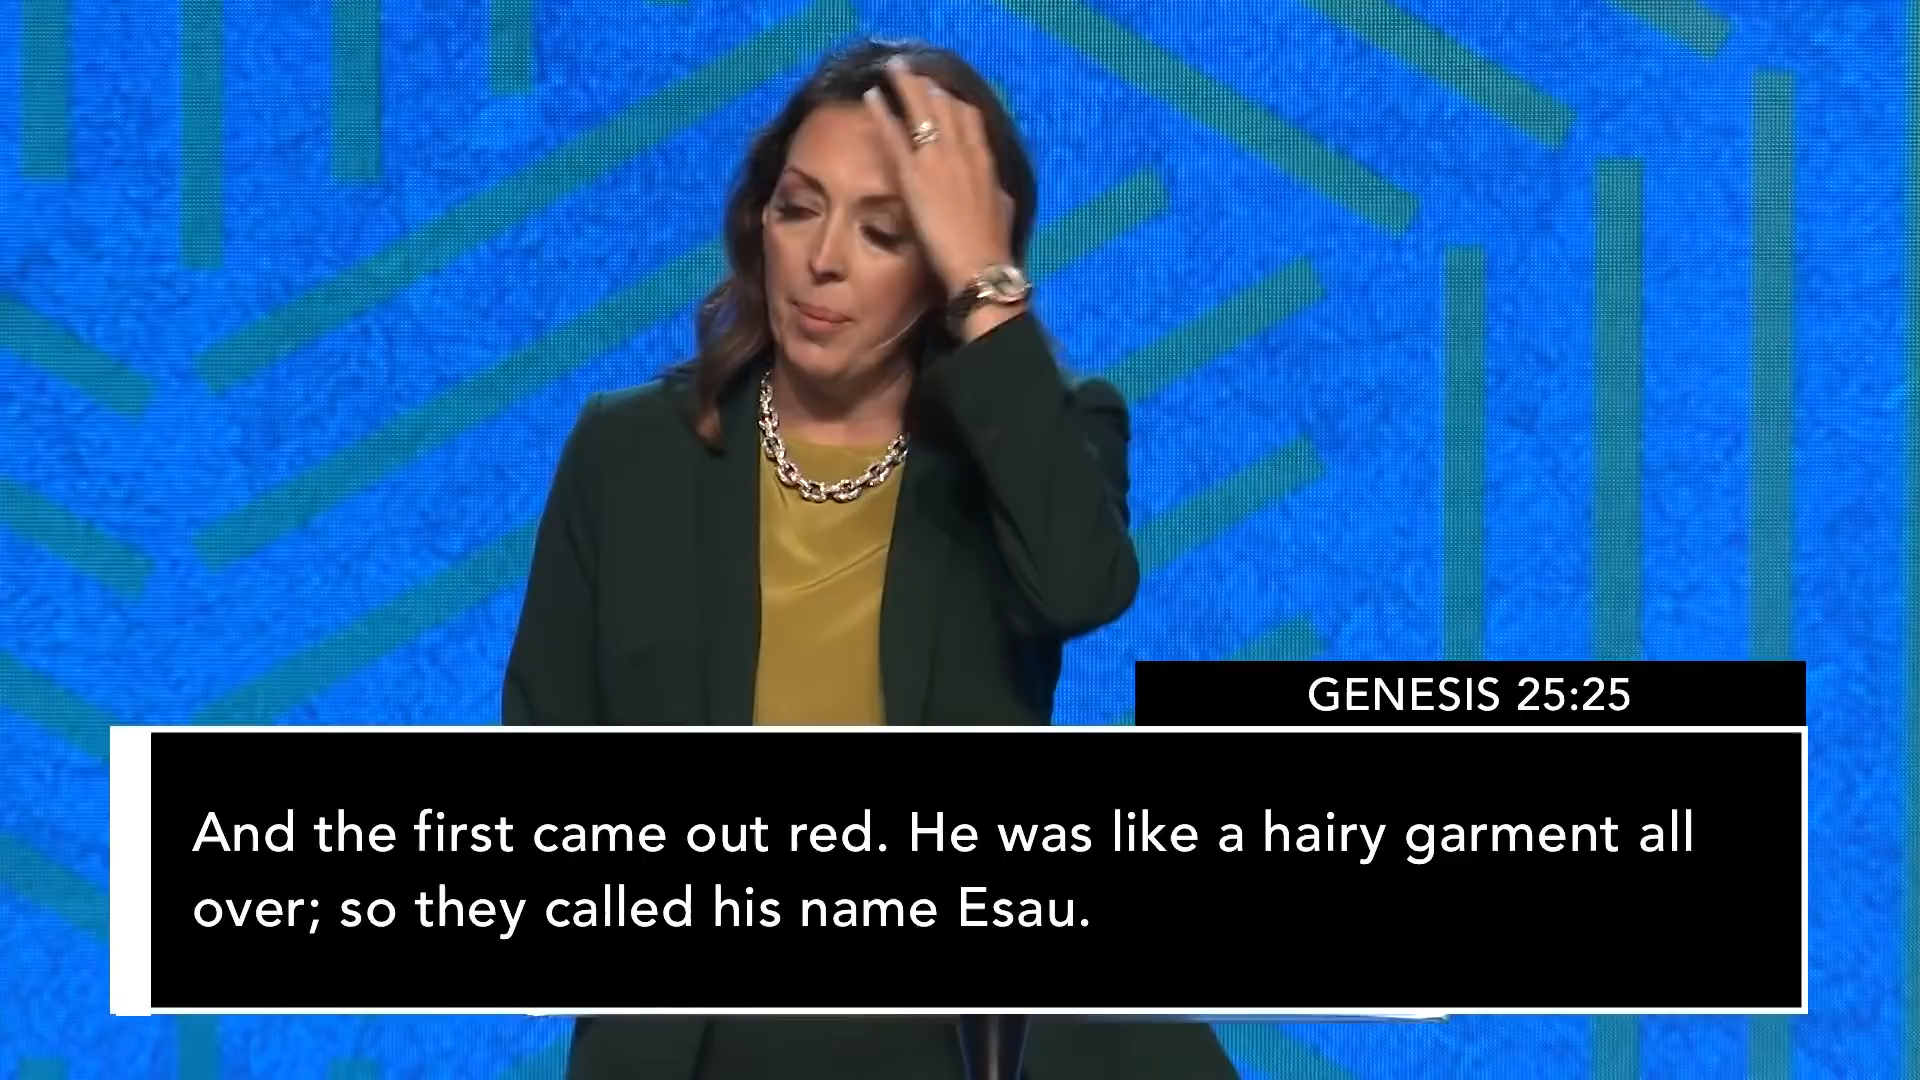 GENESIS 25:25
And the first came out red. He was like a hairy garment all
over; so they called his name Esau.